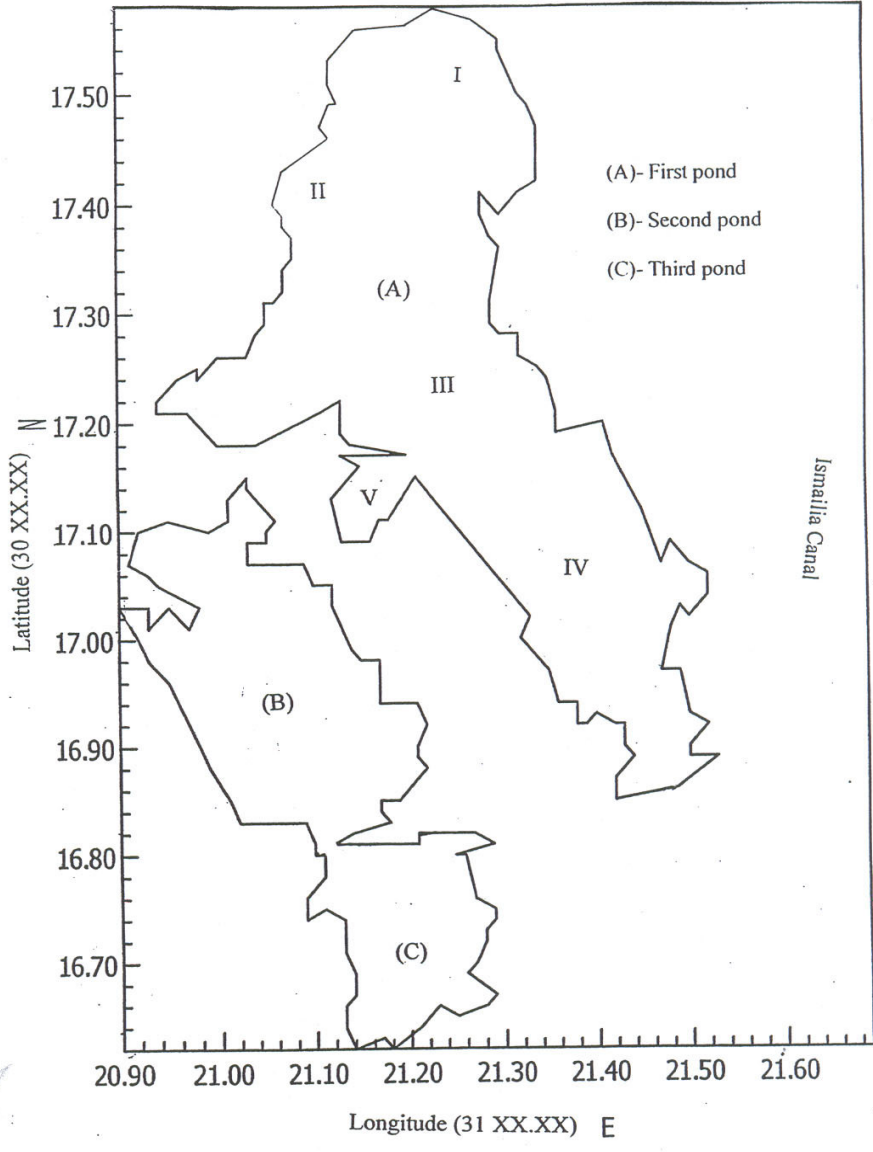 I
17.50
(A)- First pond
II
17.40
(B)- Second pond
(C)- Third pond
(A)
17.30
III
N
17.20
V
Ismailia Canal
17.10
IV
Latitude (30 XX.XX)
17.00
(B)
16.90
16.80
(C)
16.70
20.90 21.00 21.10 21.20 21.30 21.40 21.50 21.60
Longitude (31 XX.XX) E